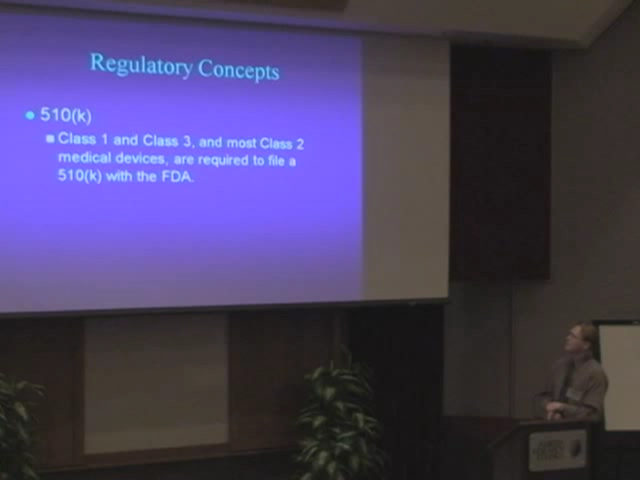 Regulatory Concepts
510(k)
Class 1 and Class 3, and most Class 2
medical devices, are required to file a
510(k) with the FDA.